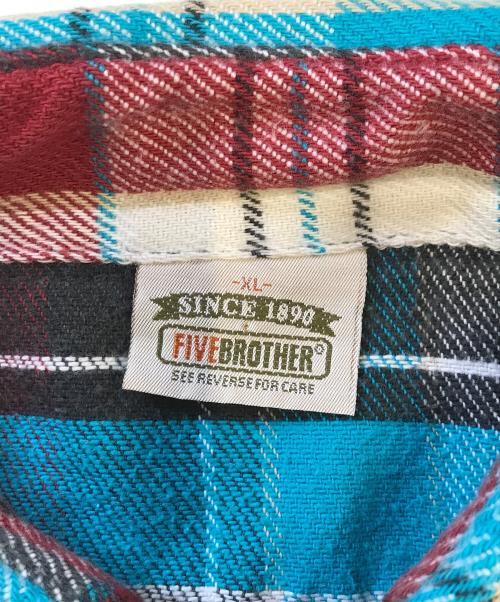 -XL-
SINCE 1890
FIVEBROTHER®
SEE REVERSE FOR CARE